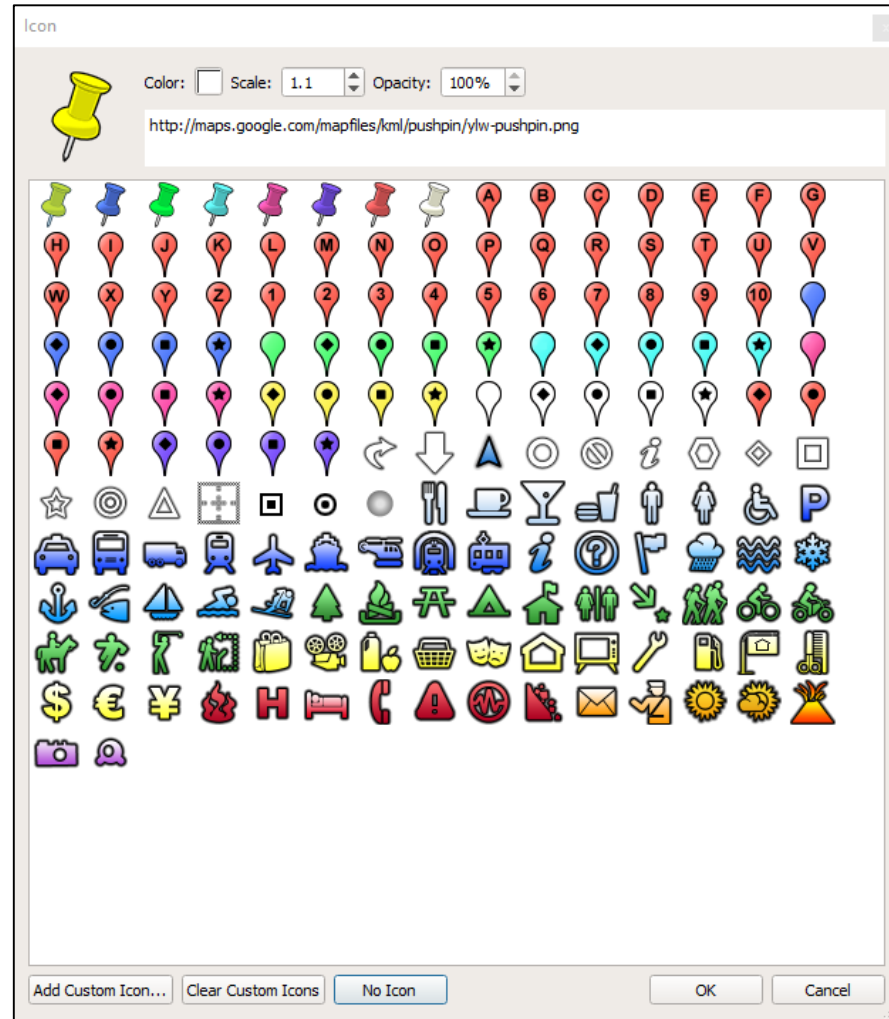 Icon
Color: Scale: 1.1 Opacity: 100%
http://maps.google.com/mapfiles/kml/pushpin/ylw-pushpin.png
A B C D E F G
H I J K L M N O P Q R S T U V
W X Y Z 1 2 3 4 5 6 7 8 9 10
i
P
i ?
$ € ¥ H !
Add Custom Icon... Clear Custom Icons No Icon OK Cancel